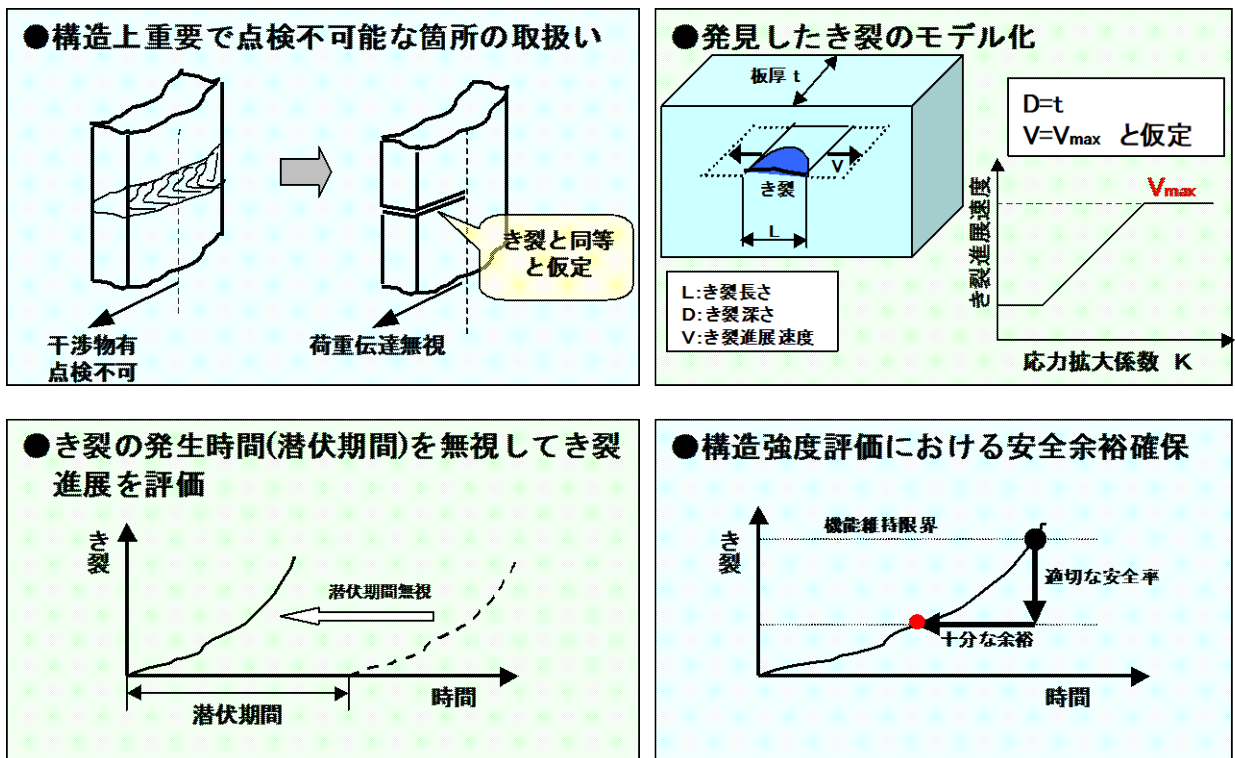 ●構造上重要で点検不可能な箇所の取扱い
き裂と同等
と仮定
干渉物有
点検不可
荷重伝達無視
●発見したき裂のモデル化
板厚 t
V
き裂
L
L:き裂長さ
D:き裂深さ
V:き裂進展速度
D=t
V=Vmax と仮定
き裂進展速度
Vmax
応力拡大係数 K
●き裂の発生時間(潜伏期間)を無視してき裂
進展を評価
き裂
潜伏期間無視
時間
潜伏期間
●構造強度評価における安全余裕確保
き裂
機能維持限界
適切な安全率
十分な余裕
時間